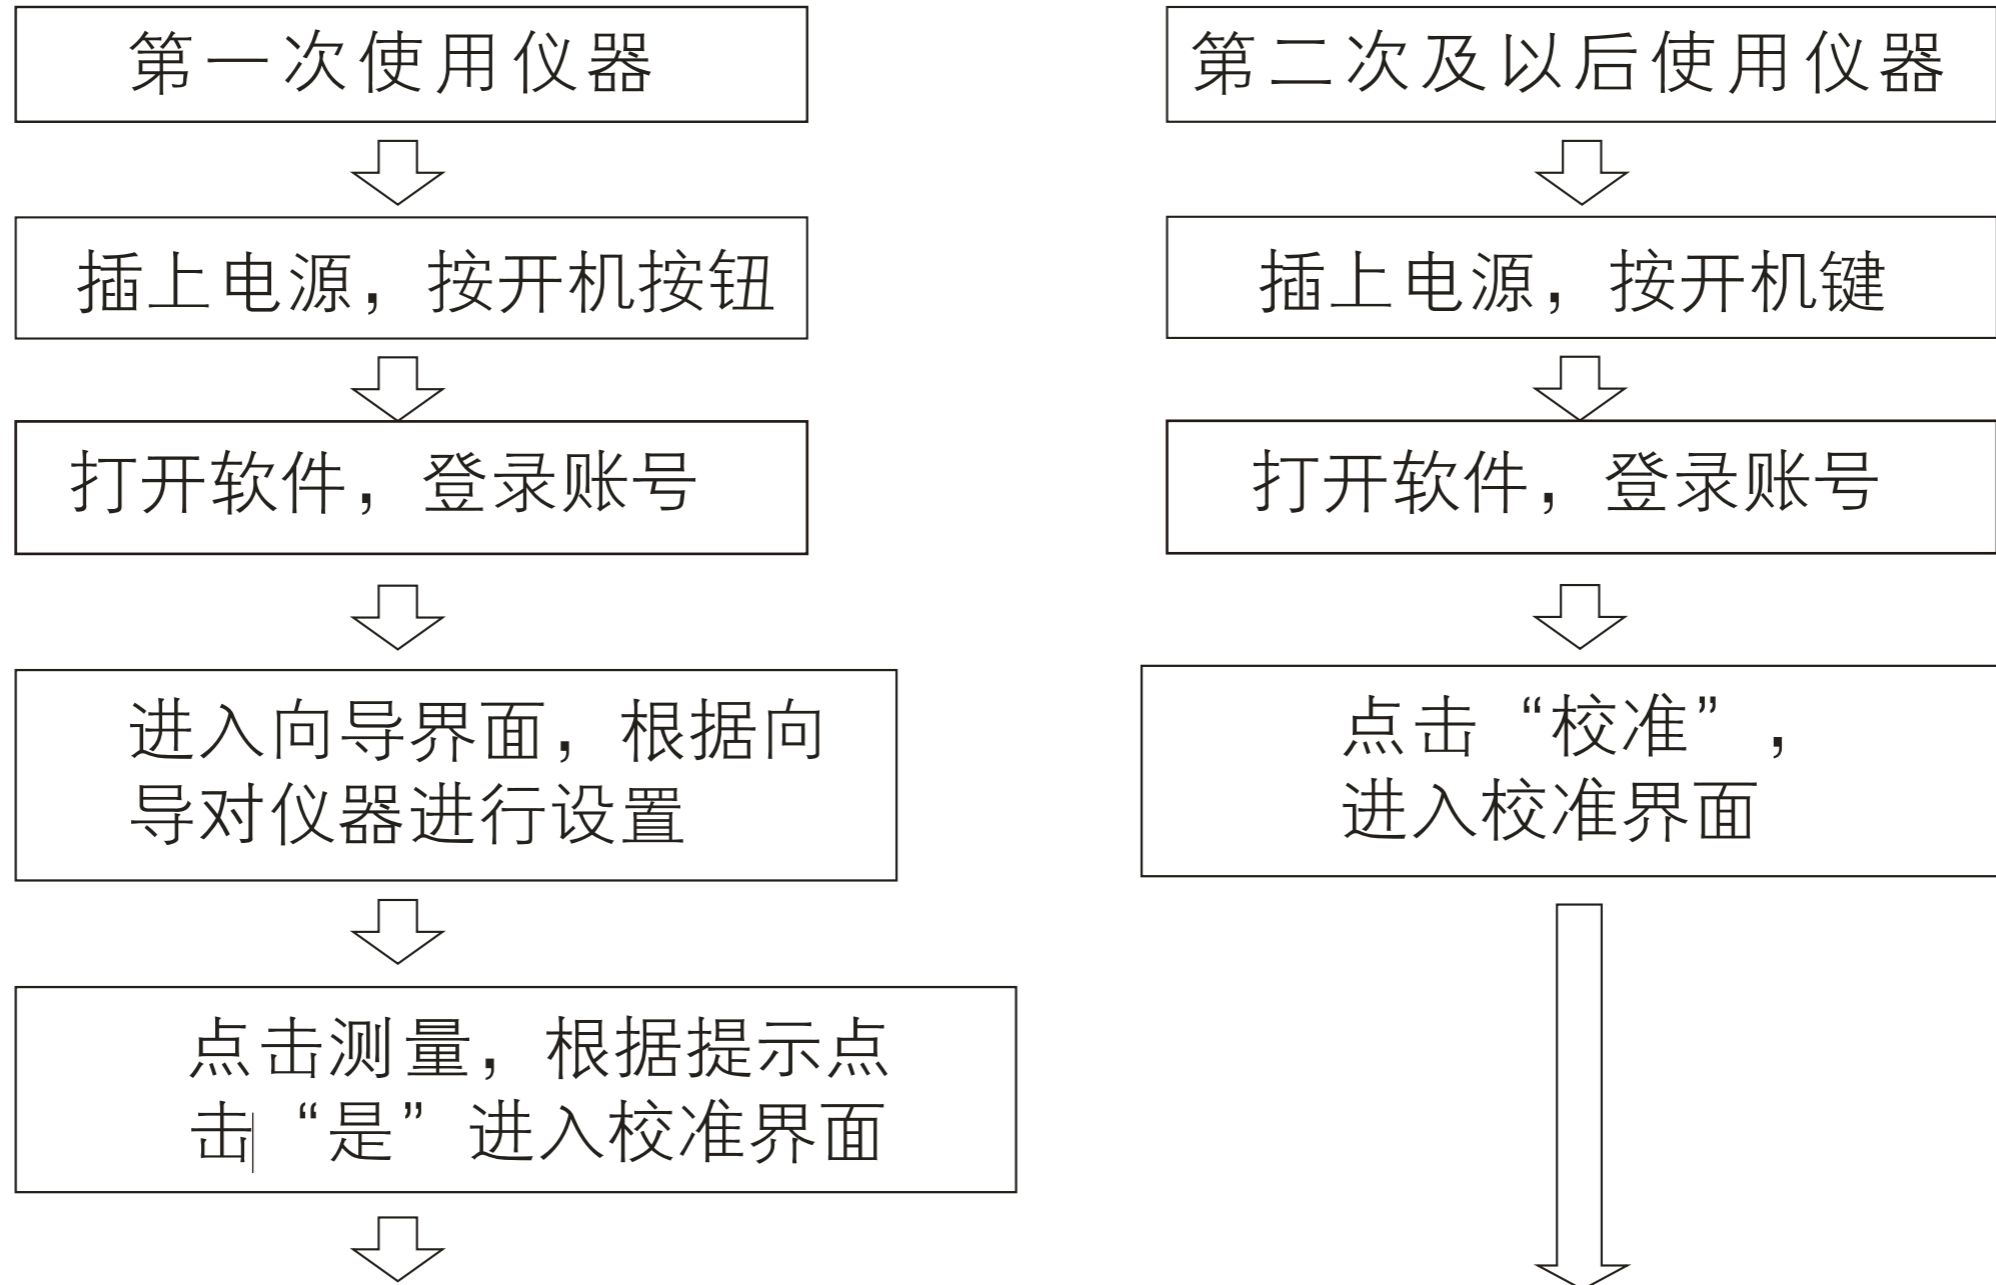 第一次使用仪器
插上电源，按开机按钮
打开软件，登录账号
进入向导界面，根据向
导对仪器进行设置
点击测量，根据提示点
击“是”进入校准界面
第二次及以后使用仪器
插上电源，按开机键
打开软件，登录账号
点击“校准”，
进入校准界面